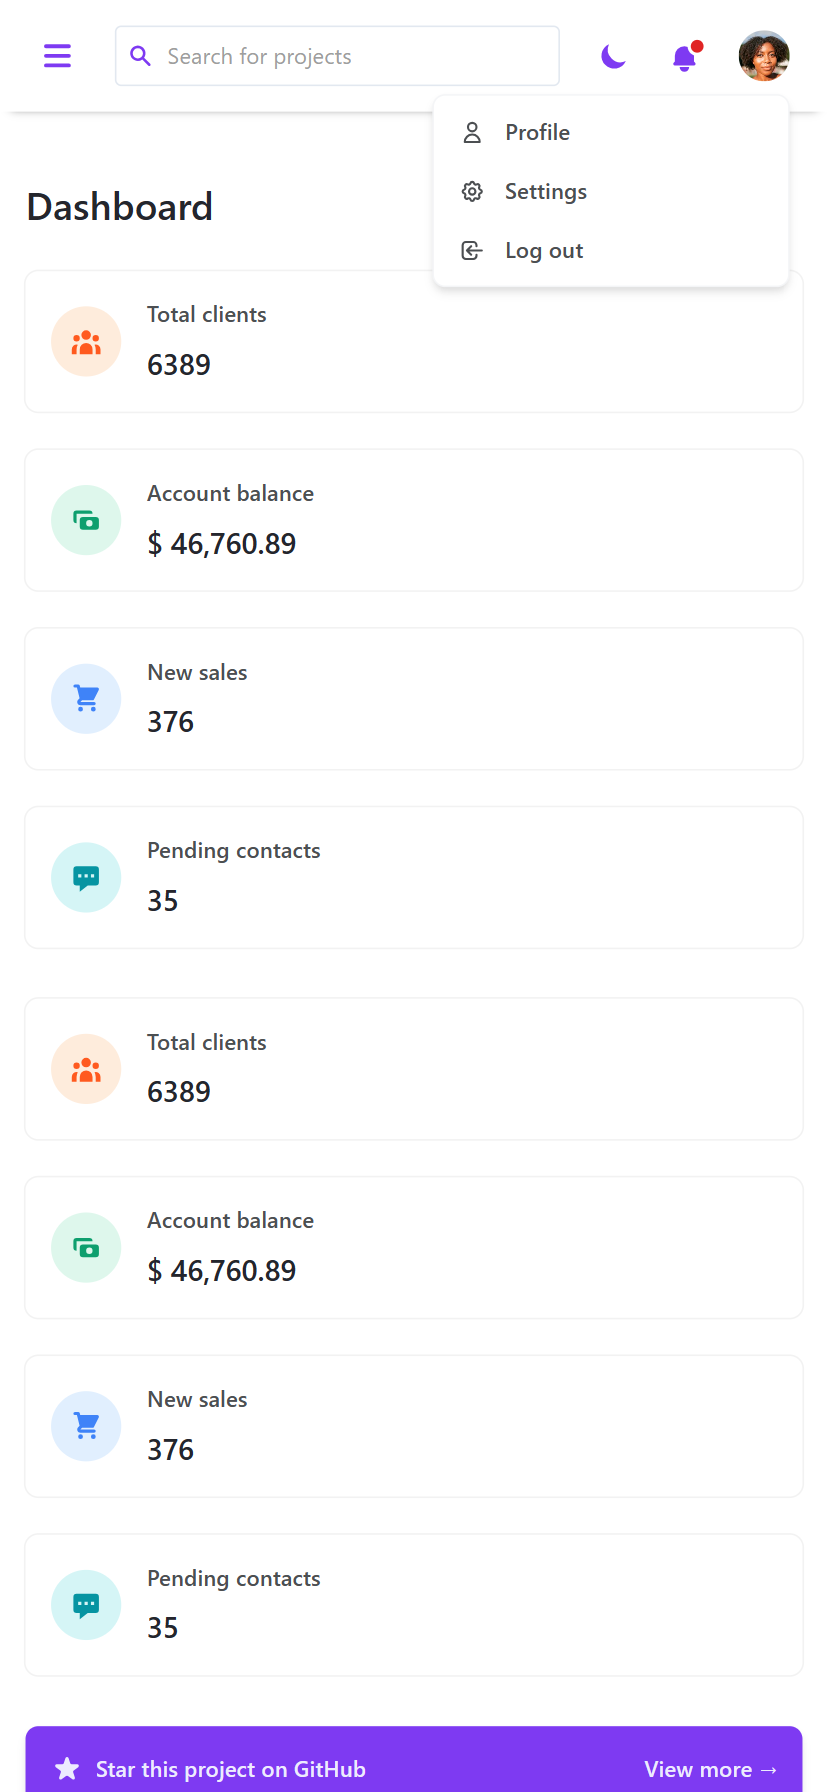 Search for projects
Profile
Settings
Log out
Dashboard
Total clients
6389
Account balance
$ 46,760.89
New sales
376
Pending contacts
35
Total clients
6389
Account balance
$ 46,760.89
New sales
376
Pending contacts
35
Star this project on GitHub
View more →